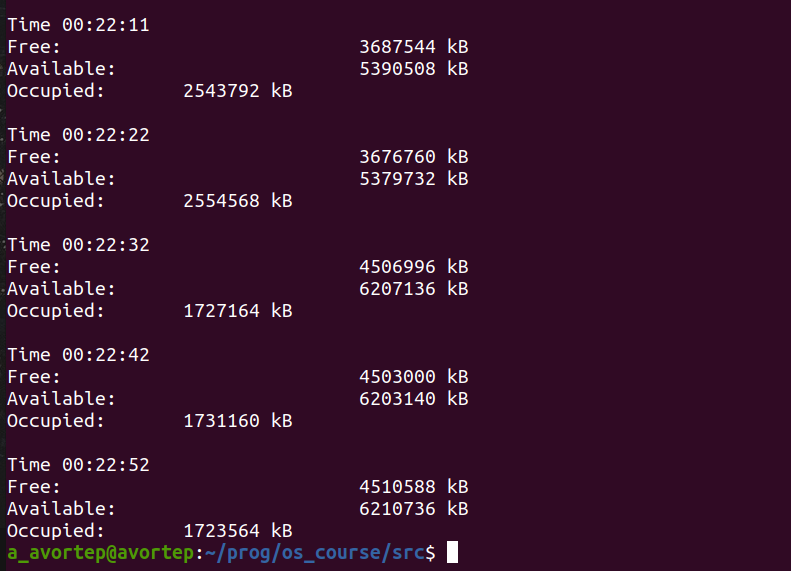 Time 00:22:11
Free: 3687544 kB
Available: 5390508 kB
Occupied: 2543792 kB
Time 00:22:22
Free: 3676760 kB
Available: 5379732 kB
Occupied: 2554568 kB
Time 00:22:32
Free: 4506996 kB
Available: 6207136 kB
Occupied: 1727164 kB
Time 00:22:42
Free: 4503000 kB
Available: 6203140 kB
Occupied: 1731160 kB
Time 00:22:52
Free: 4510588 kB
Available: 6210736 kB
Occupied: 1723564 kB
a_avortep@avortep:~/prog/os_course/src$